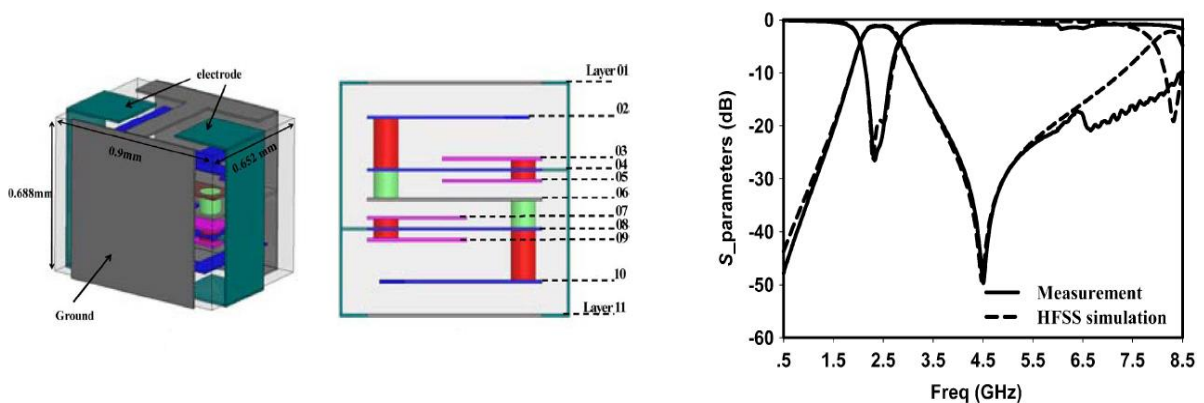 electrode
0.9mm
0.652 mm
0.688mm
Ground
Layer 01
02
03
04
05
06
07
08
09
10
Layer 11
S_parameters (dB)
0
-10
-20
-30
-40
-50
-60
Measurement
HFSS simulation
.5 1.5 2.5 3.5 4.5 5.5 6.5 7.5 8.5
Freq (GHz)